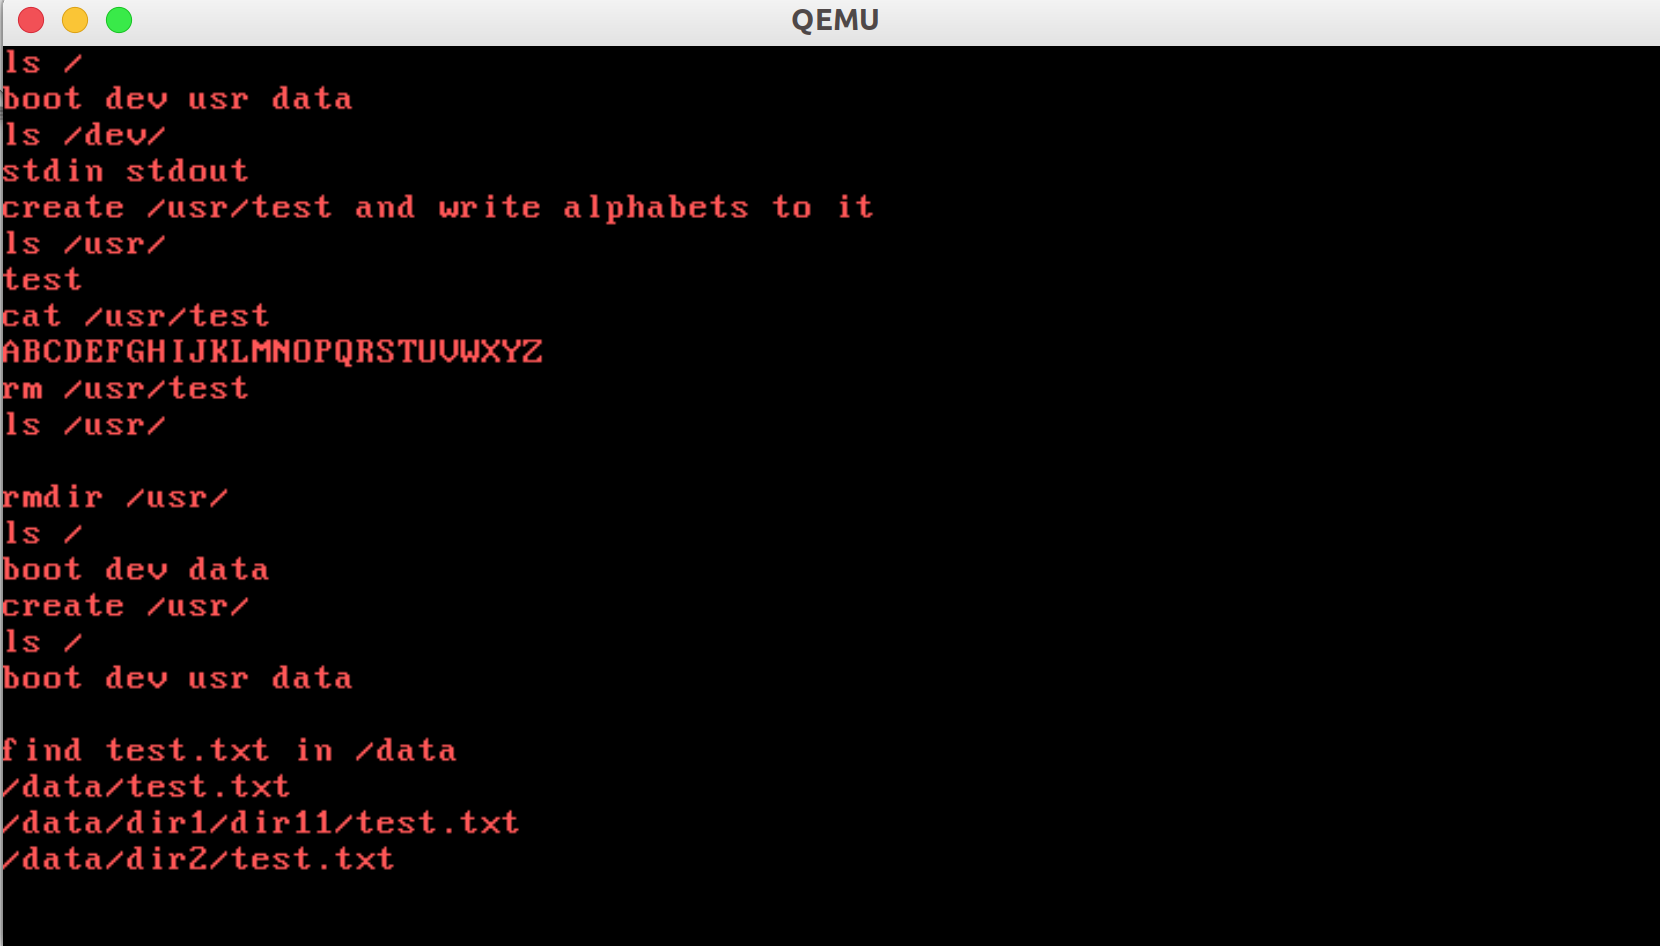 QEMU
ls /
boot dev usr data
ls /dev/
stdin stdout
create /usr/test and write alphabets to it
ls /usr/
test
cat /usr/test
ABCDEFGHIJKLMNOPQRSTUVWXYZ
rm /usr/test
ls /usr/
rmdir /usr/
ls /
boot dev data
create /usr/
ls /
boot dev usr data
find test.txt in /data
/data/test.txt
/data/dir1/dir11/test.txt
/data/dir2/test.txt